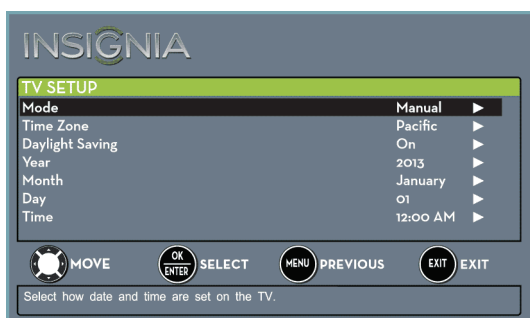 INSIGNIA
TV SETUP
Mode Manual
Time Zone Pacific
Daylight Saving On
Year 2013
Month January
Day 01
Time 12:00 AM
MOVE OK ENTER SELECT MENU PREVIOUS EXIT EXIT
Select how date and time are set on the TV.